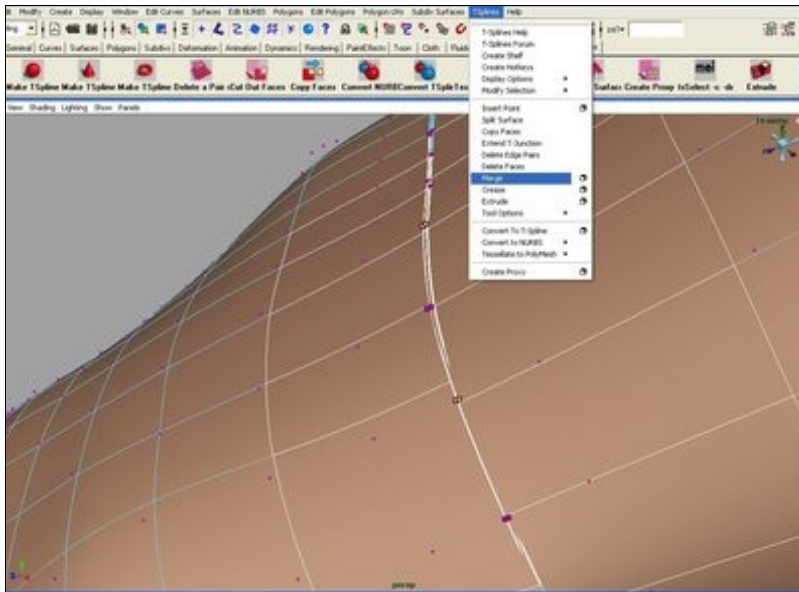 Modify Create Display Window Edit Curves Surfaces Edit NURBS Polygons Edit Polygons Polygon UVs Subdiv Surfaces TSplines Help
General Curves Surfaces Polygons Subdivs Deformation Animation Dynamics Rendering PaintEffects Toon Cloth Fluids
Make TSpline Make TSpline Make TSpline Delete a Pair Cut Out Faces Copy Faces Convert NURBS Convert TSpl Surface Create Proxy tsSelect -s -de Extrude
mel
View Shading Lighting Show Panels
T-Splines Help
T-Splines Forum
Create Shelf
Create Hotkeys
Display Options
Modify Selection
Insert Point
Split Surface
Copy Faces
Extend T-Junction
Delete Edge Pairs
Delete Faces
Merge
Crease
Extrude
Tool Options
Convert To T-Spline
Convert to NURBS
Tessellate to PolyMesh
Create Proxy
persp